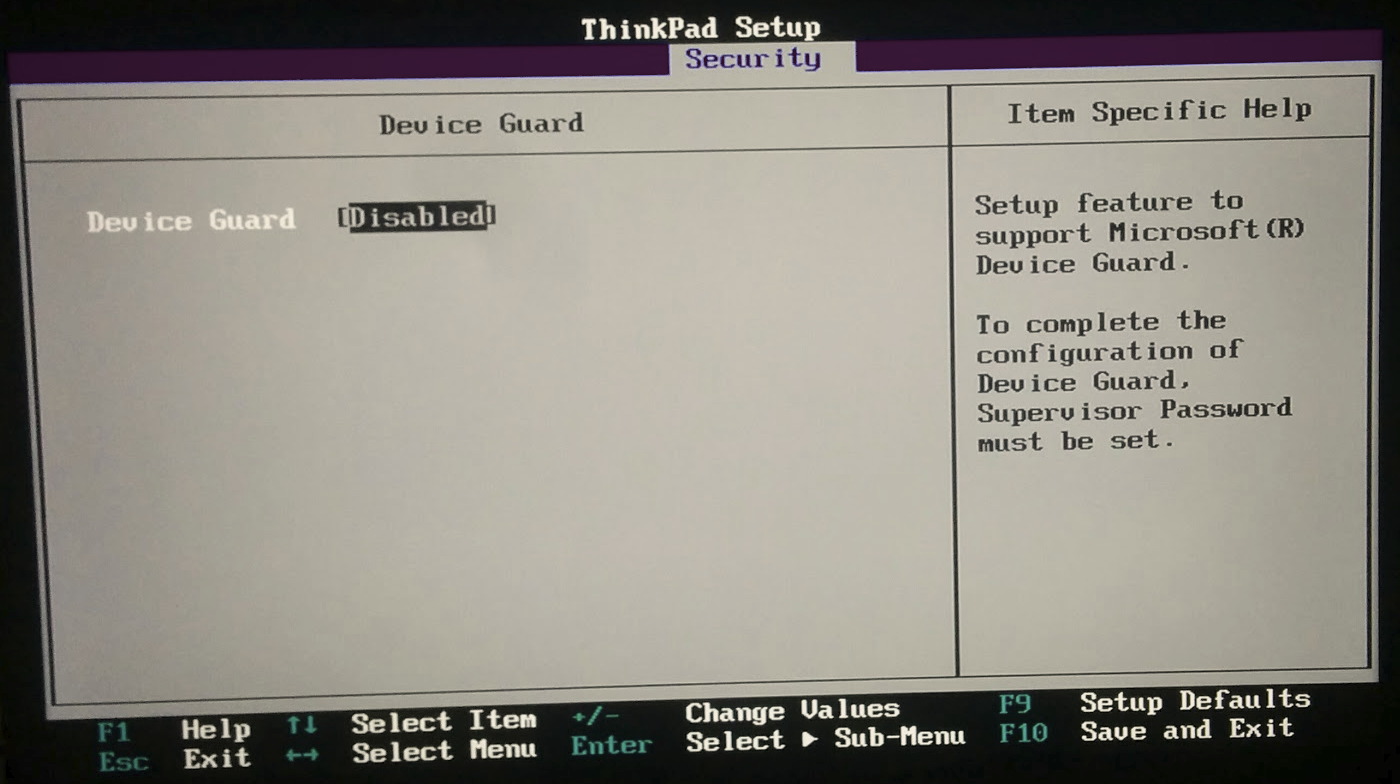 ThinkPad Setup
Security
Device Guard
Device Guard [Disabled]
Item Specific Help
Setup feature to
support Microsoft(R)
Device Guard.
To complete the
configuration of
Device Guard,
Supervisor Password
must be set.
F1 Help ↑↓ Select Item +/- Change Values F9 Setup Defaults
Esc Exit ←→ Select Menu Enter Select ▶ Sub-Menu F10 Save and Exit